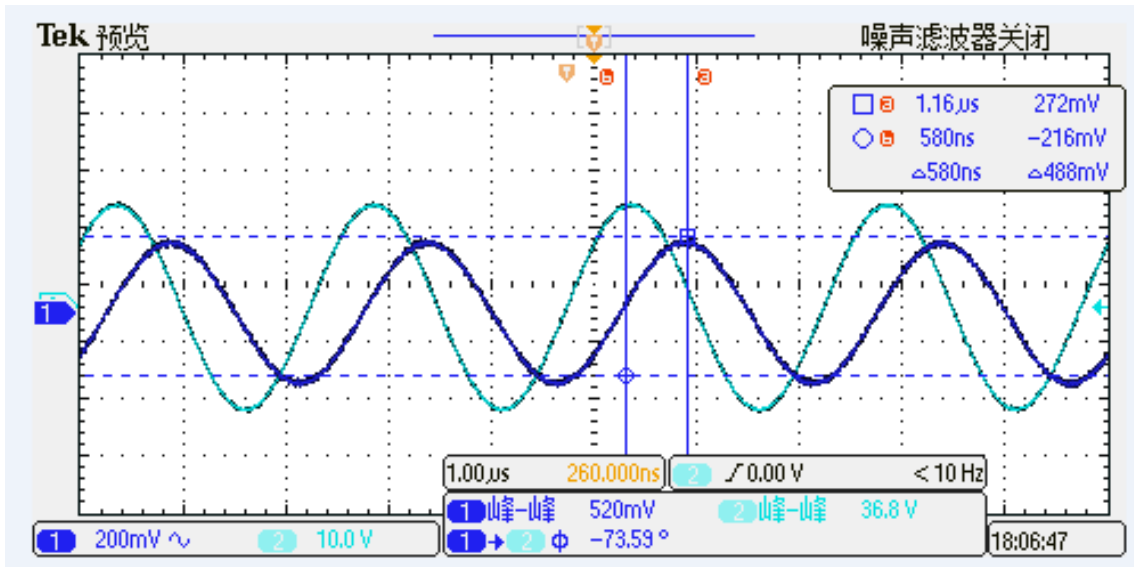 Tek 预览 噪声滤波器关闭
T
T b a
a 1.16µs 272mV
b 580ns -216mV
△580ns △488mV
1
1.00µs 260.000ns 2 0.00 V < 10 Hz
1 峰-峰 520mV 2 峰-峰 36.8 V
1 200mV 2 10.0 V 1 → 2 ϕ -73.59 ° 18:06:47